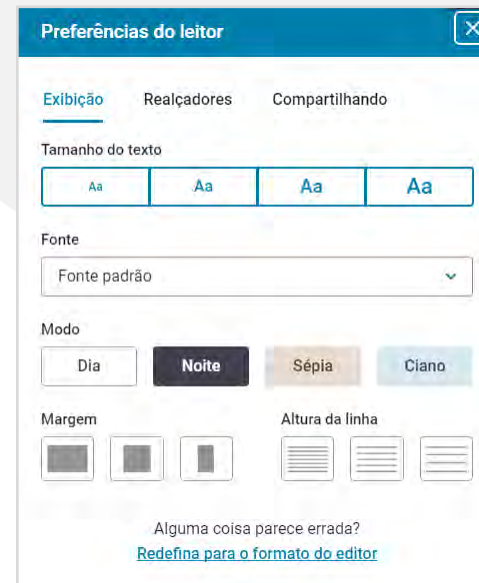 Preferências do leitor
Exibição Realçadores Compartilhando
Tamanho do texto
Aa Aa Aa Aa
Fonte
Fonte padrão
Modo
Dia Noite Sépia Ciano
Margem Altura da linha
Alguma coisa parece errada?
Redefina para o formato do editor